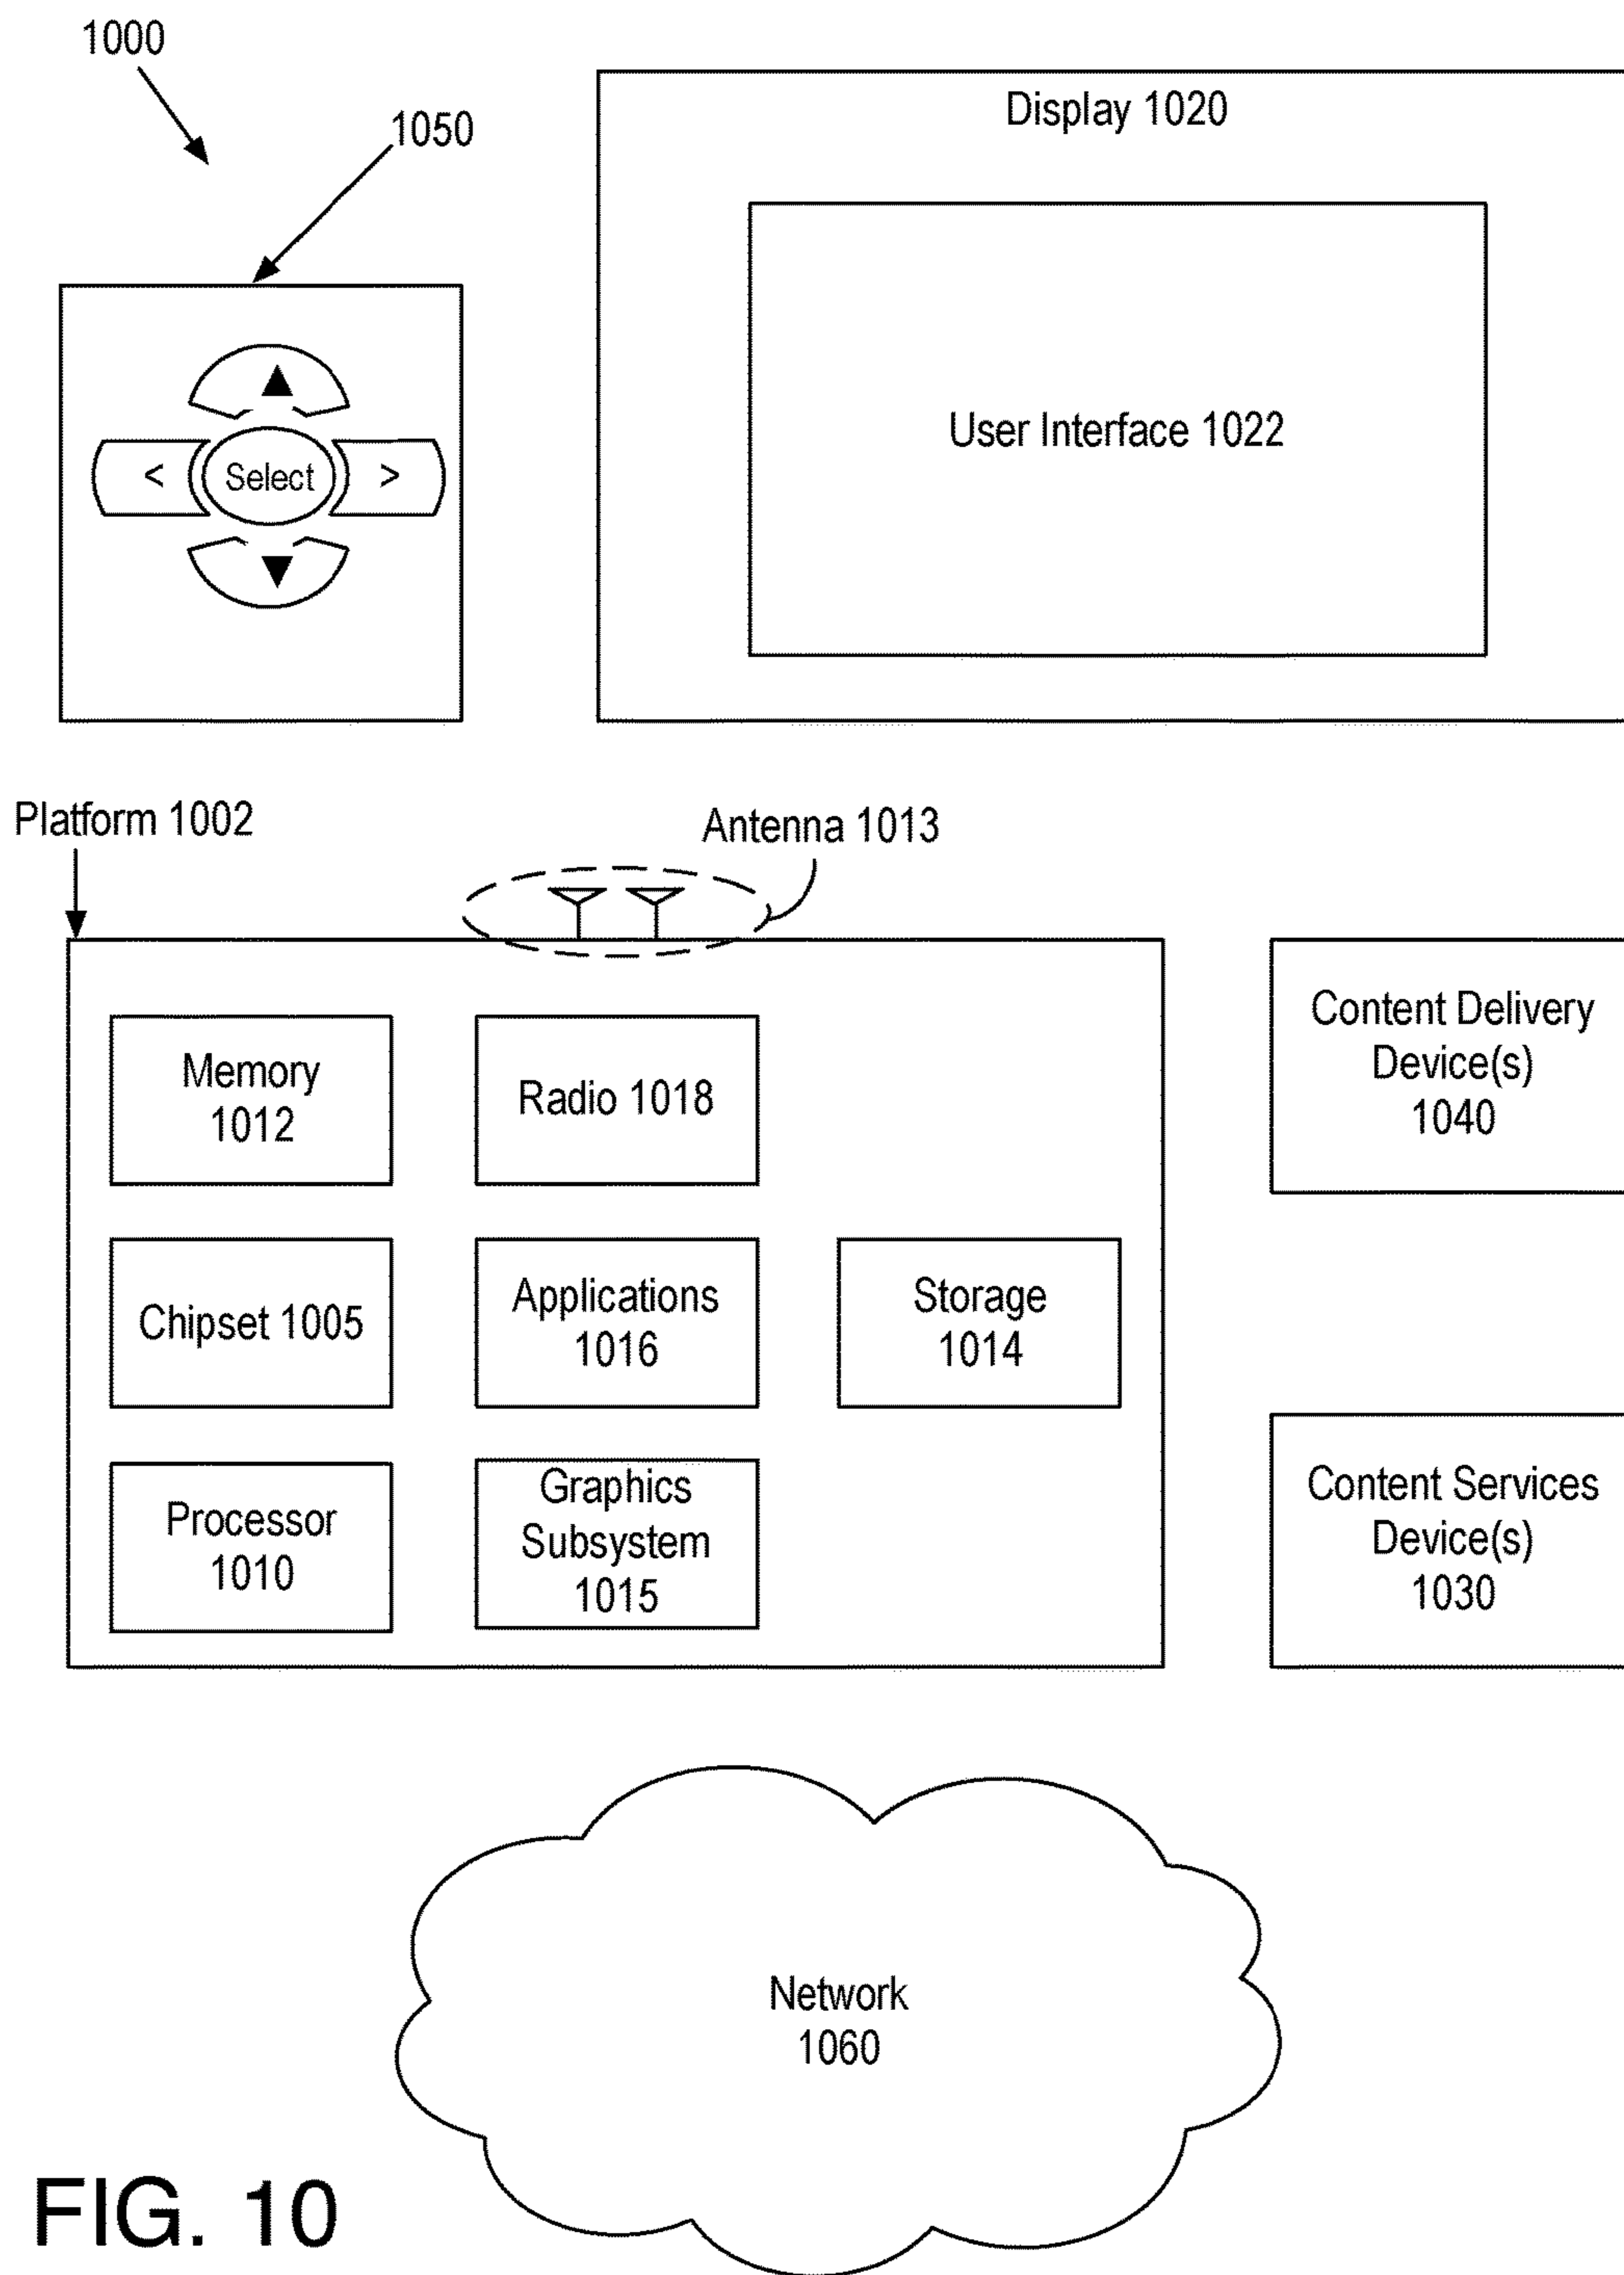 1000
1050
Display 1020
User Interface 1022
< Select >
Platform 1002
Antenna 1013
Memory
1012
Radio 1018
Content Delivery
Device(s)
1040
Chipset 1005
Applications
1016
Storage
1014
Processor
1010
Graphics
Subsystem
1015
Content Services
Device(s)
1030
Network
1060
FIG. 10